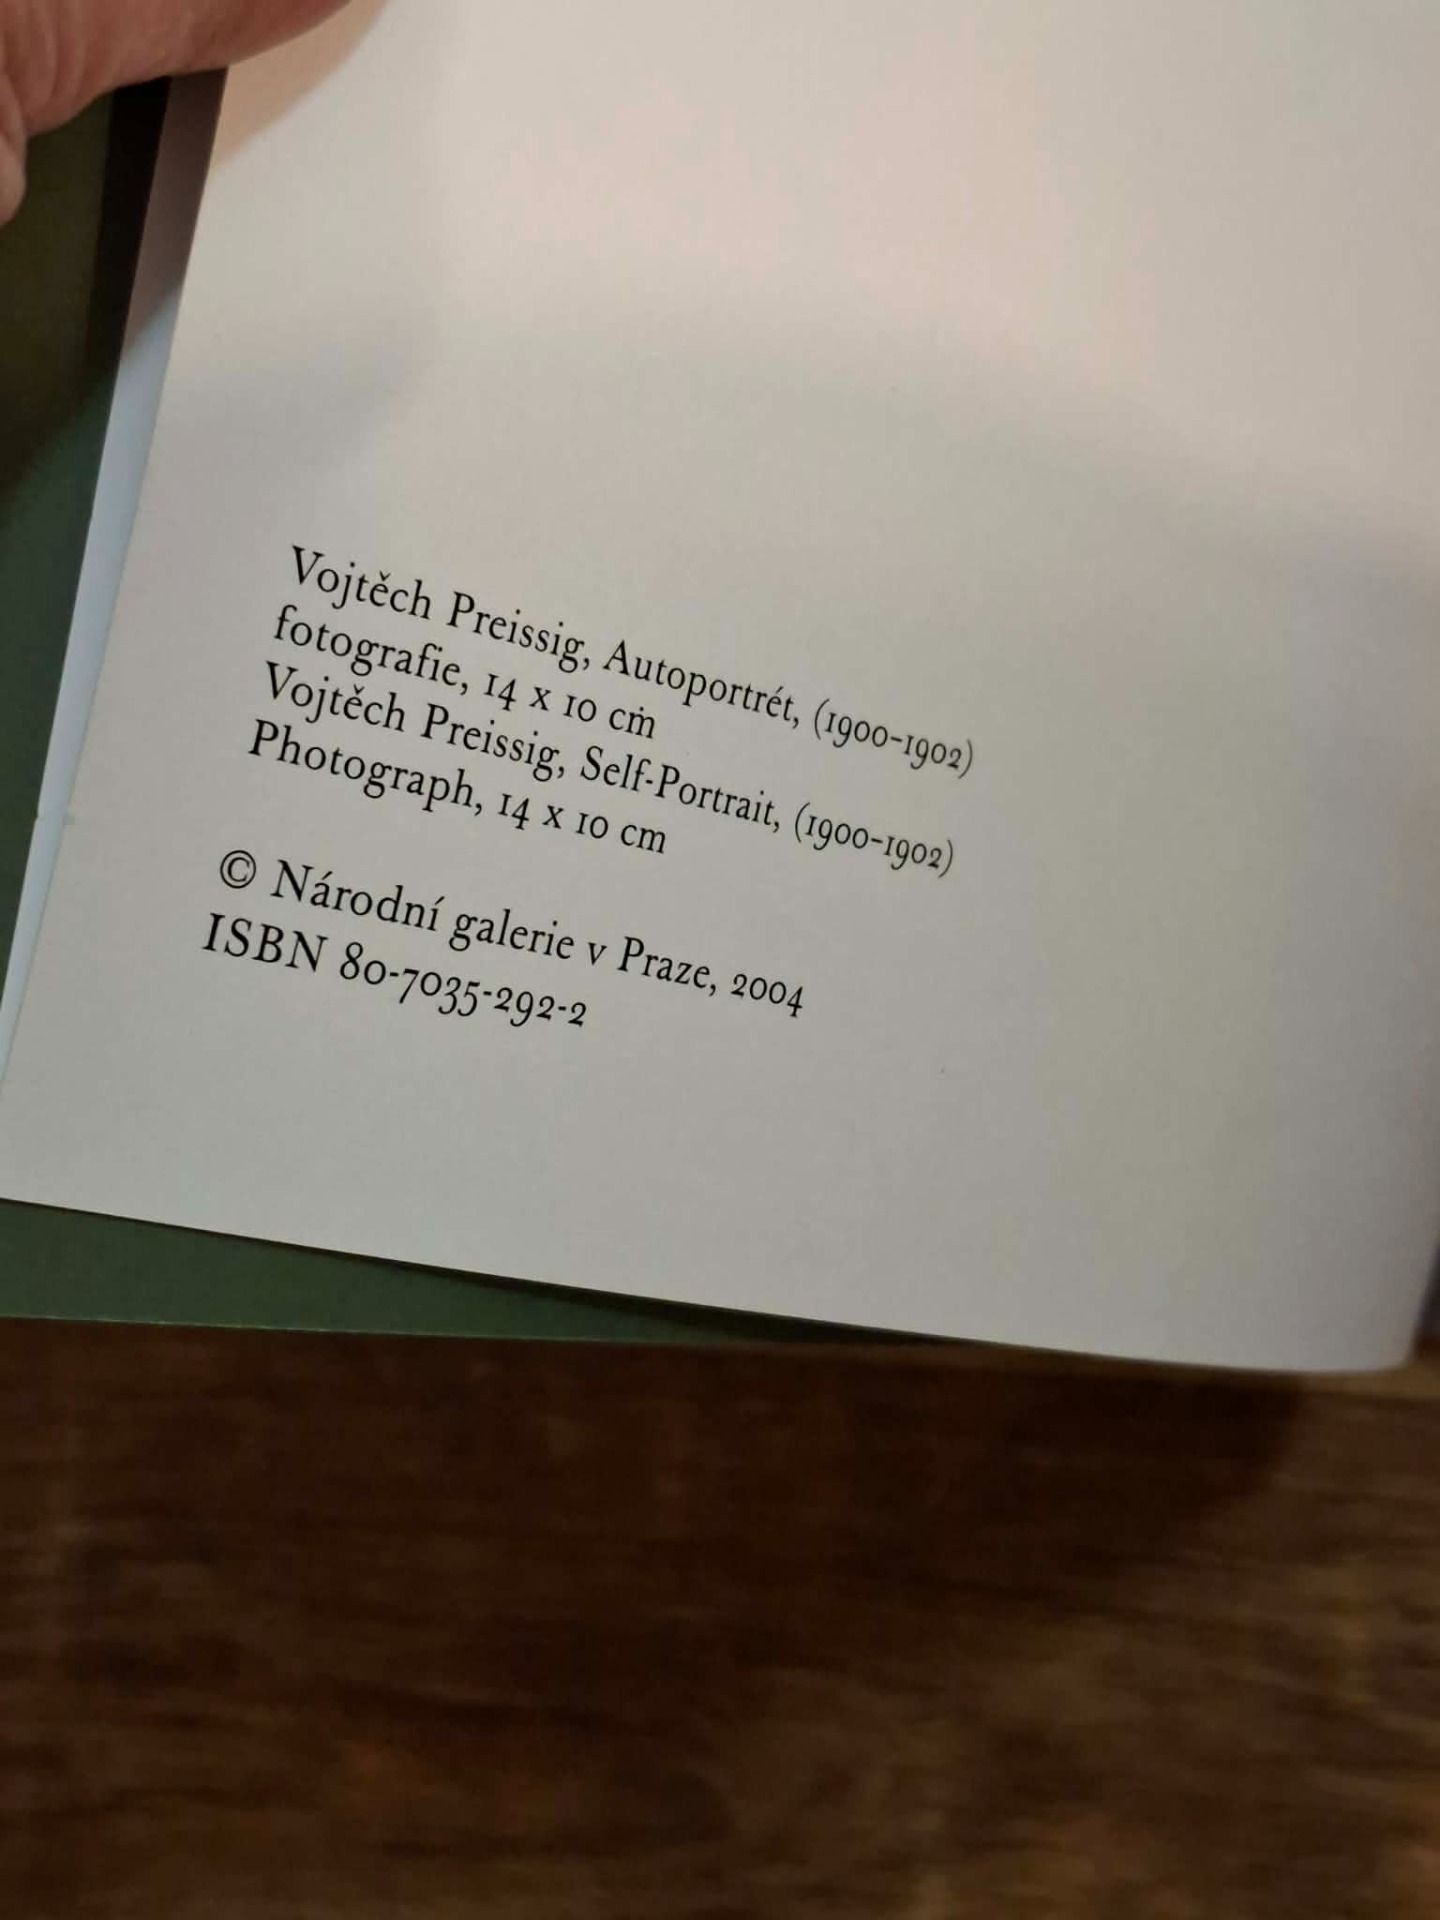 Vojtěch Preissig, Autoportrét, (1900-1902)
fotografie, 14 x 10 cm
Vojtěch Preissig, Self-Portrait, (1900-1902)
Photograph, 14 x 10 cm
© Národní galerie v Praze, 2004
ISBN 80-7035-292-2